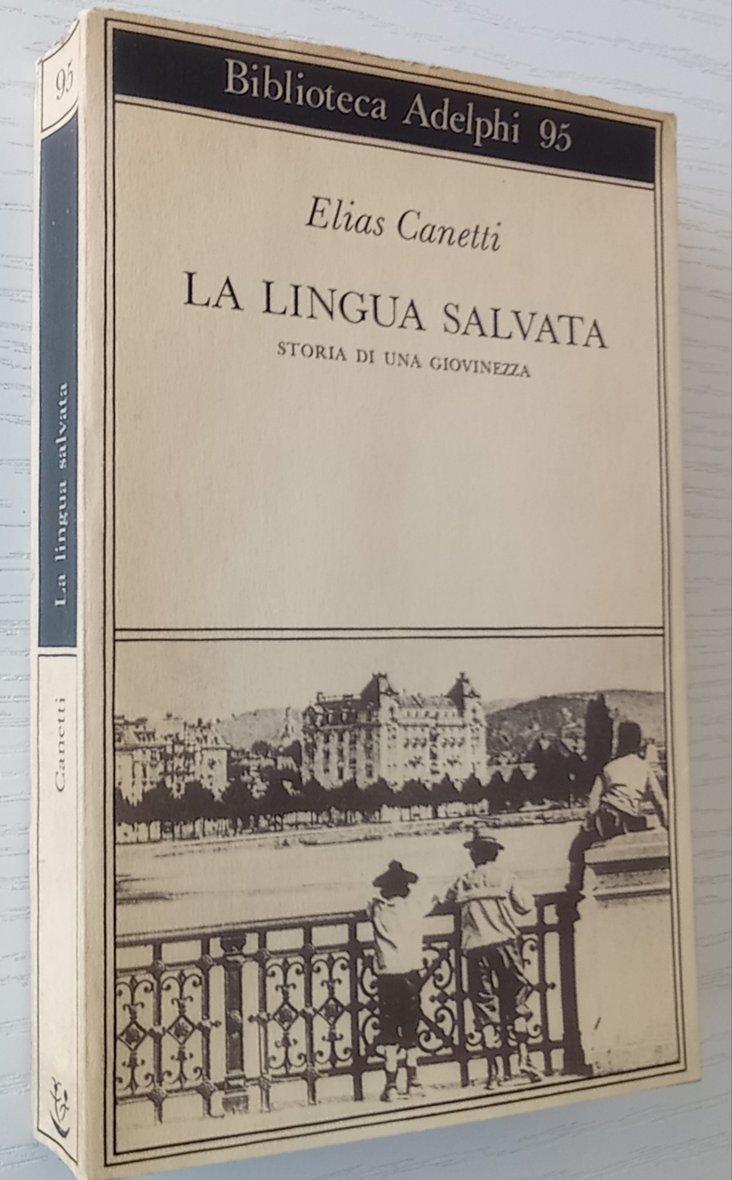 Biblioteca Adelphi 95
Elias Canetti
LA LINGUA SALVATA
STORIA DI UNA GIOVINEZZA
95
La lingua salvata
Canetti